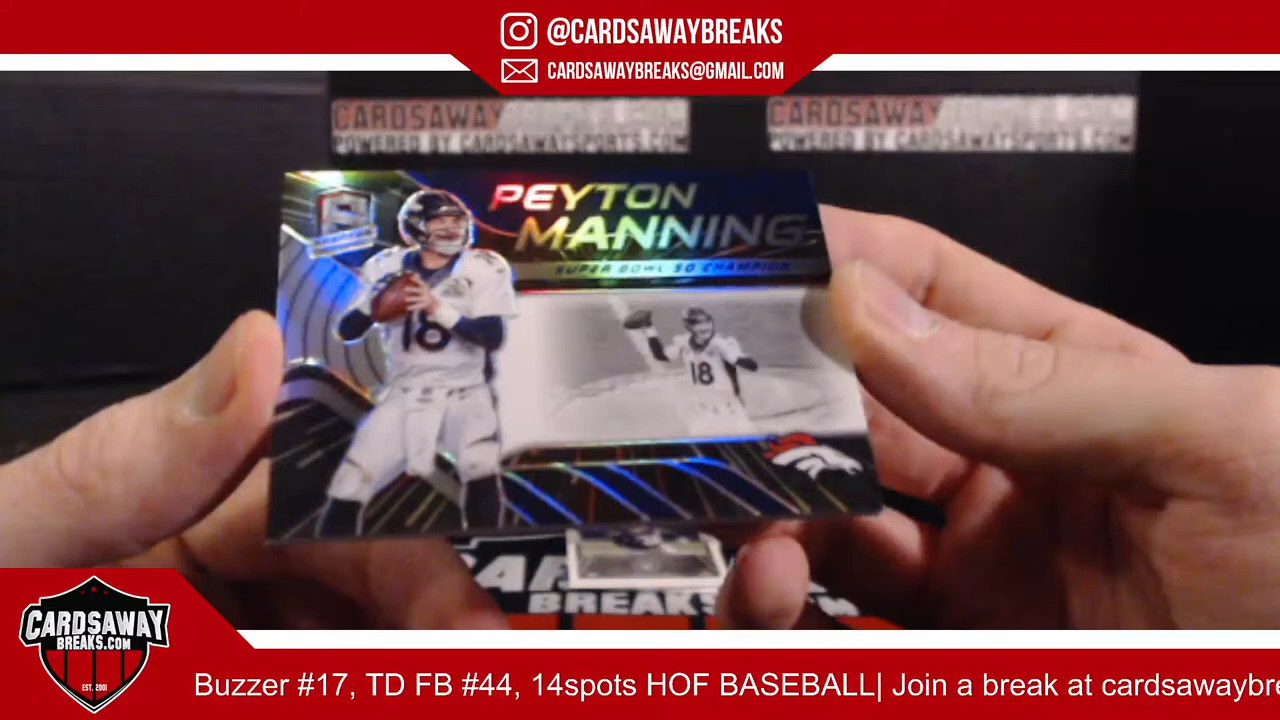 @CARDSAWAYBREAKS
CARDSAWAYBREAKS@GMAIL.COM
CARDSAWAY
POWERED BY CARDSAWAYSPORTS.COM
CARDSAWAY
POWERED BY CARDSAWAYSPORTS.COM
PEYTON
MANNING
SUPER BOWL 50 CHAMPION
18
18
BREAKS
CARDSAWAY
BREAKS.COM
EST. 2001
Buzzer #17, TD FB #44, 14spots HOF BASEBALL| Join a break at cardsawaybre